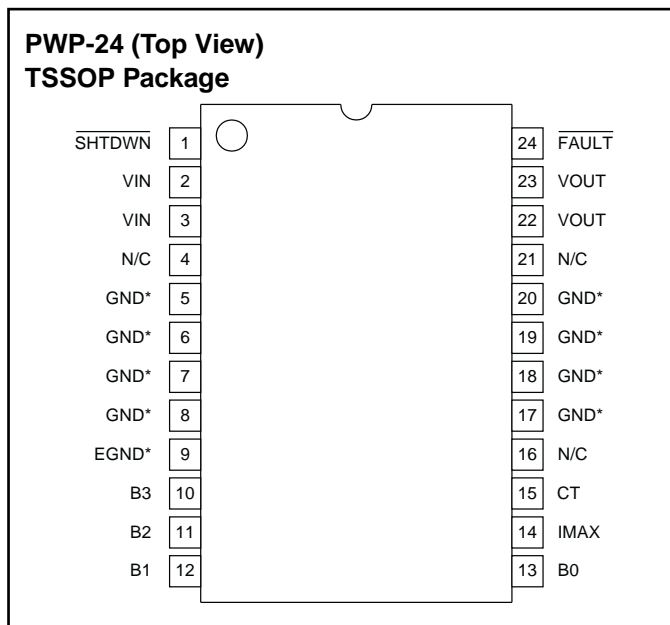 PWP-24 (Top View)
TSSOP Package
SHTDWN 1 24 FAULT
VIN 2 23 VOUT
VIN 3 22 VOUT
N/C 4 21 N/C
GND* 5 20 GND*
GND* 6 19 GND*
GND* 7 18 GND*
GND* 8 17 GND*
EGND* 9 16 N/C
B3 10 15 CT
B2 11 14 IMAX
B1 12 13 B0